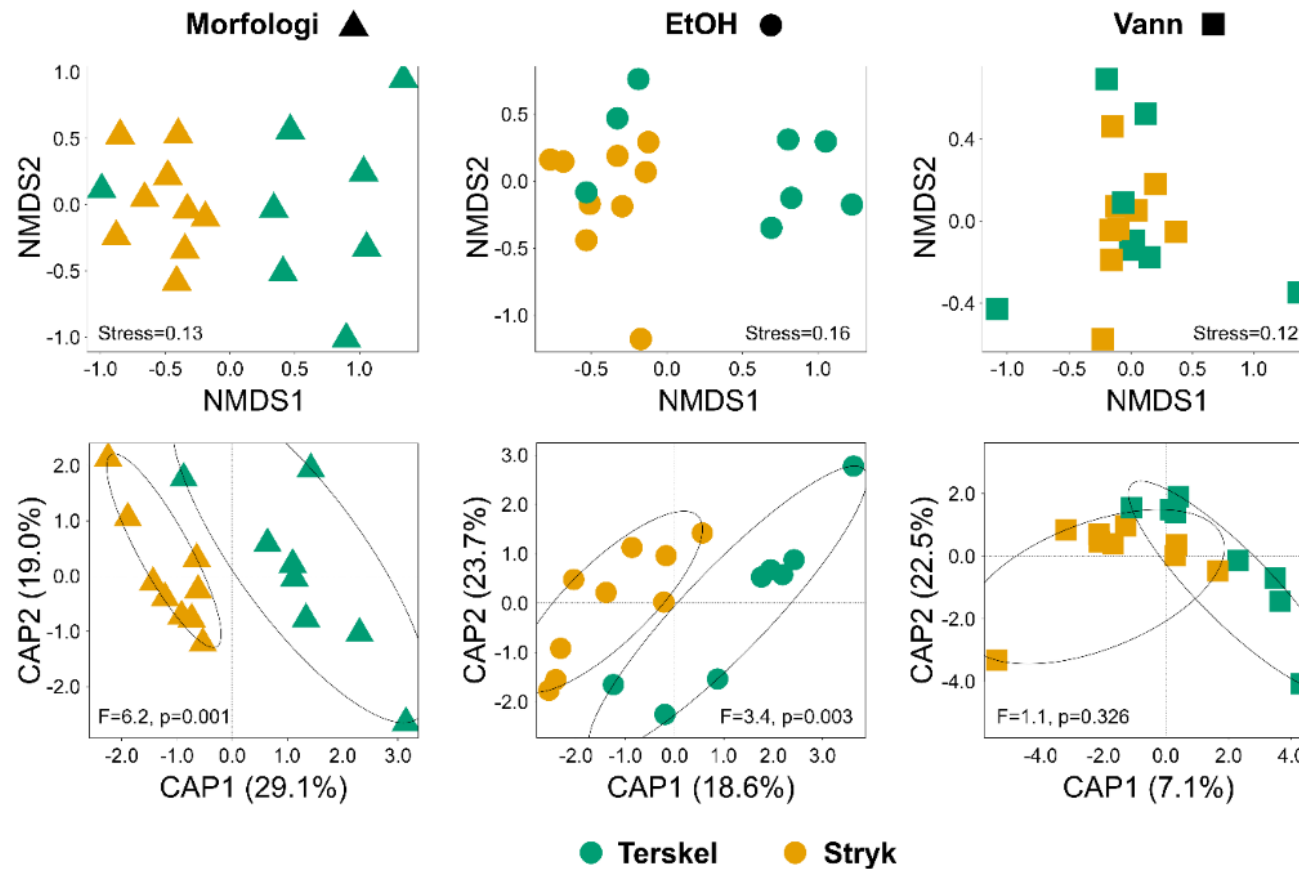 Morfologi
EtOH
Vann
NMDS2
1.0
0.5
0.0
-0.5
-1.0
Stress=0.13
-1.0 -0.5 0.0 0.5 1.0
NMDS1
NMDS2
0.5
0.0
-0.5
-1.0
Stress=0.16
-0.5 0.0 0.5 1.0
NMDS1
NMDS2
0.4
0.0
-0.4
Stress=0.12
-1.0 -0.5 0.0 0.5 1.0
NMDS1
CAP2 (19.0%)
2.0
1.0
0.0
-1.0
-2.0
F=6.2, p=0.001
-2.0 -1.0 0.0 1.0 2.0 3.0
CAP1 (29.1%)
CAP2 (23.7%)
3.0
2.0
1.0
0.0
-1.0
-2.0
F=3.4, p=0.003
-2.0 -1.0 0.0 1.0 2.0 3.0
CAP1 (18.6%)
CAP2 (22.5%)
2.0
0.0
-2.0
-4.0
F=1.1, p=0.326
-4.0 -2.0 0.0 2.0 4.0
CAP1 (7.1%)
Terskel
Stryk